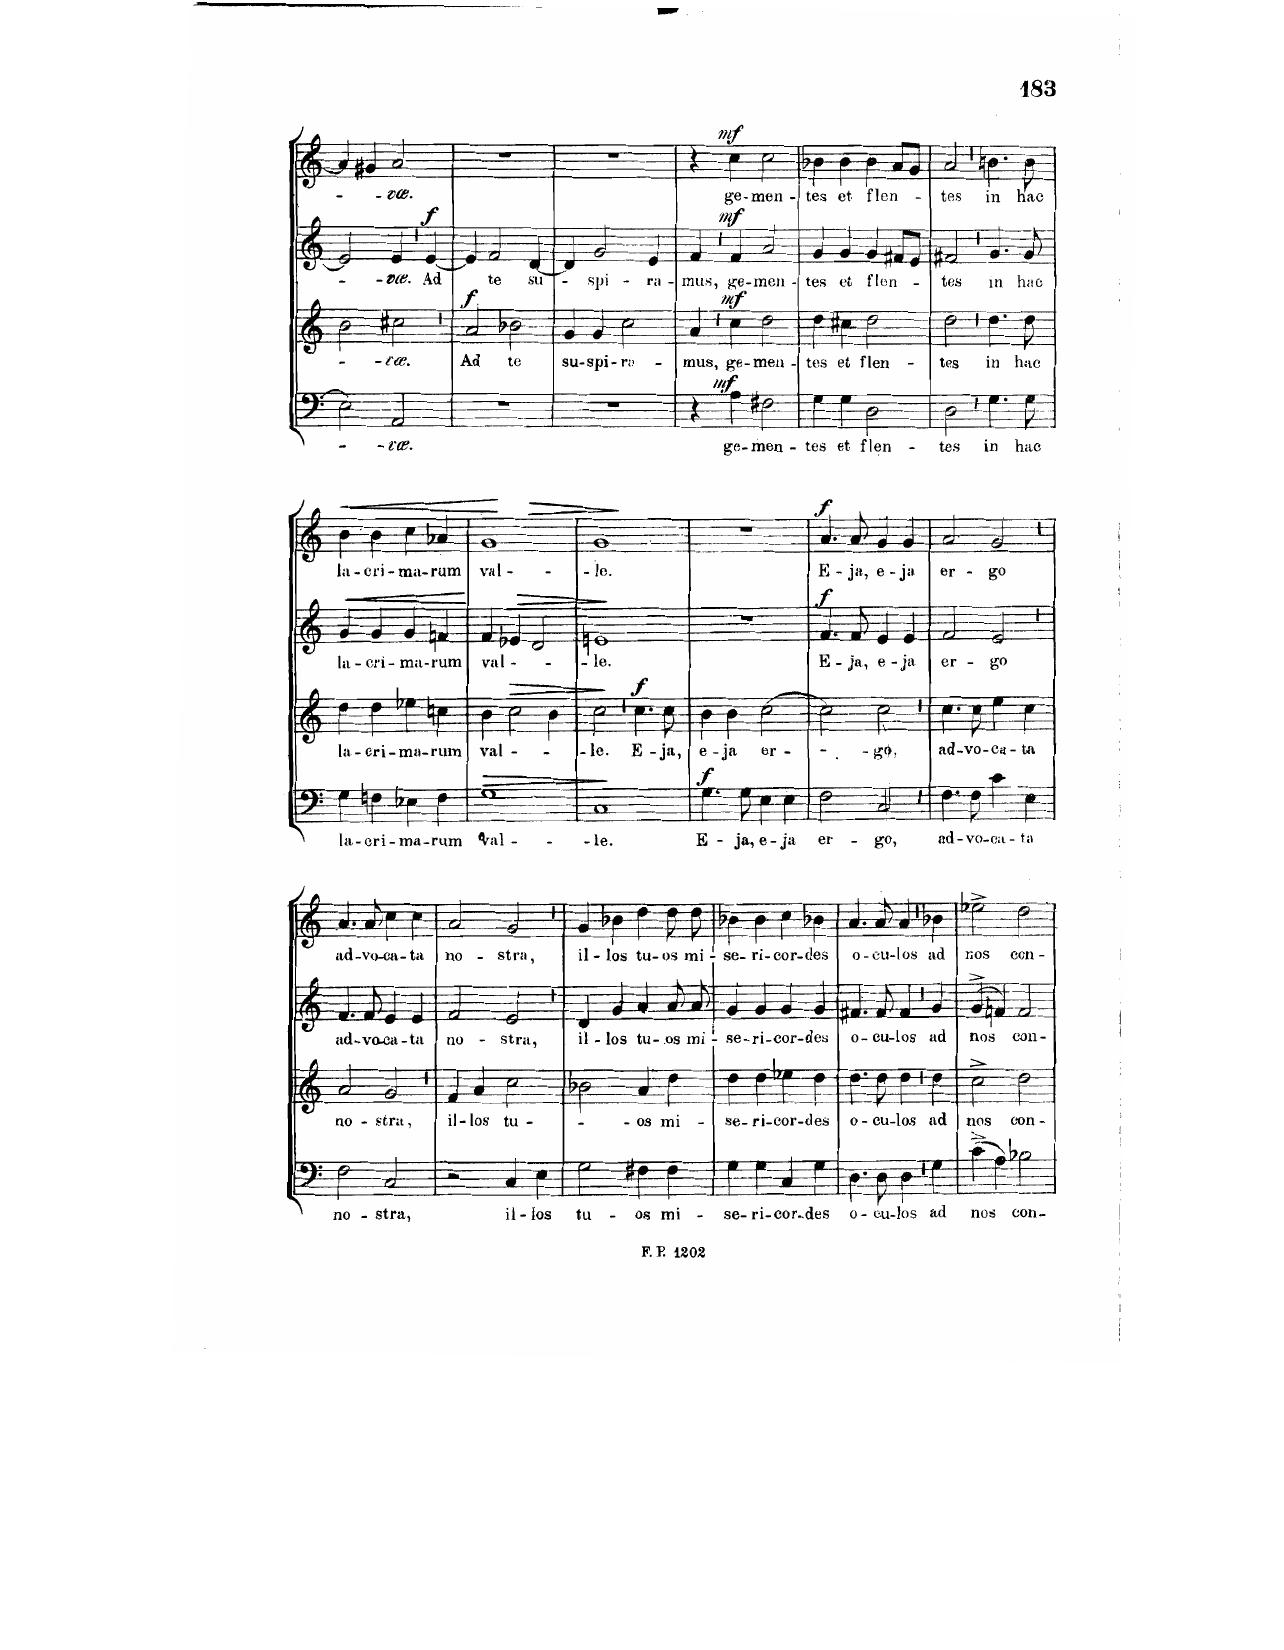 183
mf
- - væ. ge-men-tes et flen - tes in hac
f mf
- - væ. Ad te su - spi - ra-mus, ge-men-tes et flen - tes in hac
f mf
- - væ. Ad te su-spi-ra - mus, ge-men-tes et flen - tes in hac
mf
- - væ. ge-men-tes et flen - tes in hac
la-cri-ma-rum val - - le. E-ja, e-ja er - go
f
la-cri-ma-rum val - - le. E-ja, e-ja er - go
f
f
la-cri-ma-rum val - - le. E-ja, e-ja er - - go, ad-vo-ca-ta
f
la-cri-ma-rum val - - le. E-ja, e-ja er - go, ad-vo-ca-ta
ad-vo-ca-ta no - stra, il-los tu-os mi-se-ri-cor-des o-cu-los ad nos con-
ad-vo-ca-ta no - stra, il-los tu-os mi-se-ri-cor-des o-cu-los ad nos con-
no - stra, il-los tu - - os mi - se-ri-cor-des o-cu-los ad nos con-
no - stra, il-los tu - os mi - se-ri-cor-des o-cu-los ad nos con-
F. P. 1202